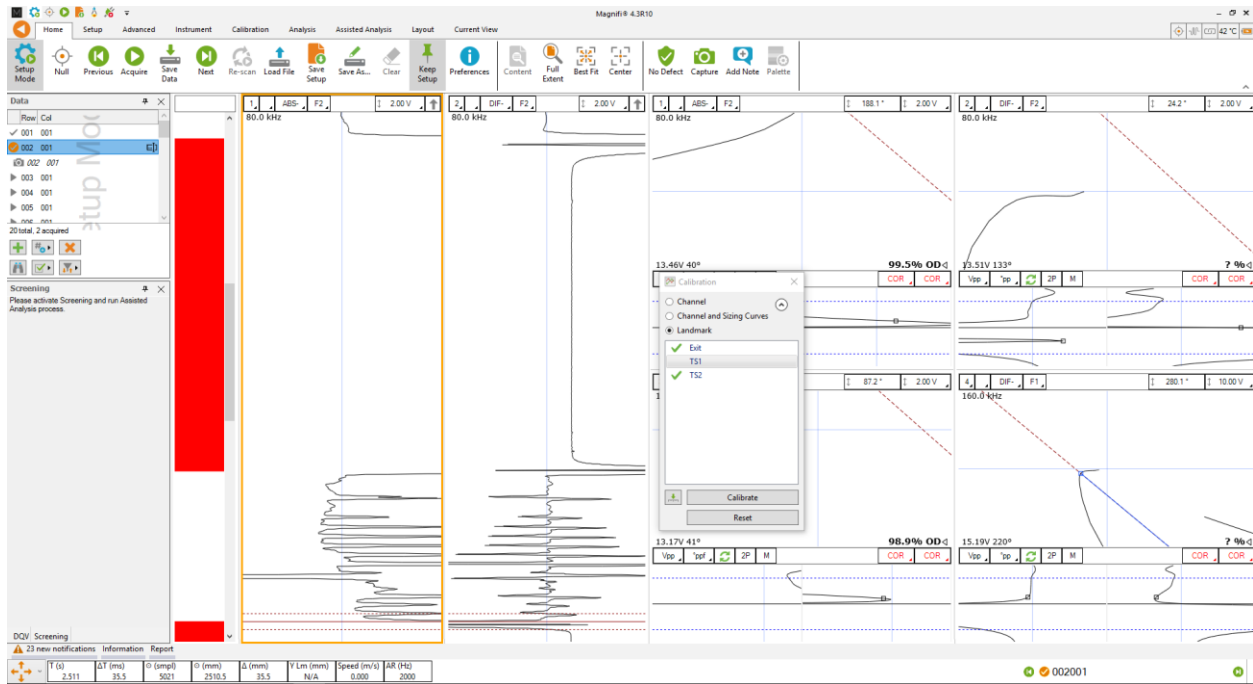 Magnifi® 4.3R10
Home Setup Advanced Instrument Calibration Analysis Assisted Analysis Layout Current View
42 °C
Setup Mode Null Previous Acquire Save Data Next Re-scan Load File Save Setup Save As... Clear Keep Setup Preferences Content Full Extent Best Fit Center No Defect Capture Add Note Palette
Data
Row Col
001 001
002 001
002 001
003 001
004 001
005 001
006 001
20 total, 2 acquired
Screening
Please activate Screening and run Assisted
Analysis process.
DQV Screening
1 ABS- F2 2.00 V
80.0 kHz
2 DIF- F2 2.00 V
80.0 kHz
1 ABS- F2 188.1 ° 2.00 V
80.0 kHz
13.46V 40° 99.5% OD
COR COR
2 DIF- F2 24.2 ° 2.00 V
80.0 kHz
13.51V 133° ? %
Vpp °pp 2P M COR COR
Calibration
Channel
Channel and Sizing Curves
Landmark
Exit
TS1
TS2
Calibrate
Reset
87.2 ° 2.00 V
13.17V 41° 98.9% OD
Vpp °ppf 2P M COR COR
4 DIF- F1 280.1 ° 10.00 V
160.0 kHz
15.19V 220° ? %
Vpp °pp 2P M COR COR
23 new notifications Information Report
T (s) ΔT (ms) (smpl) (mm) Δ (mm) Y Lm (mm) Speed (m/s) AR (Hz)
2.511 35.5 5021 2510.5 35.5 N/A 0.000 2000
002001